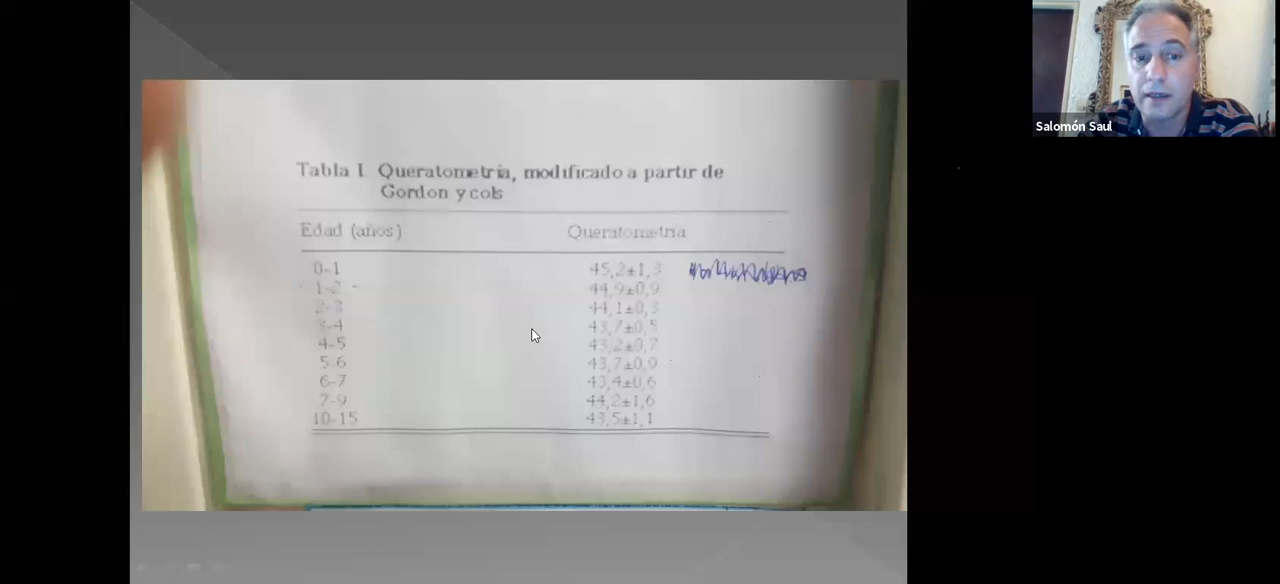 Tabla I. Queratometría, modificado a partir de
Gordon y cols
Edad (años) Queratometria
0-1 45,2±1,3
1-2 44,9±0,9
2-3 44,1±0,3
3-4 43,7±0,5
4-5 43,2±0,7
5-6 43,7±0,9
6-7 43,4±0,6
7-9 44,2±1,6
10-15 43,5±1,1
Salomón Saul